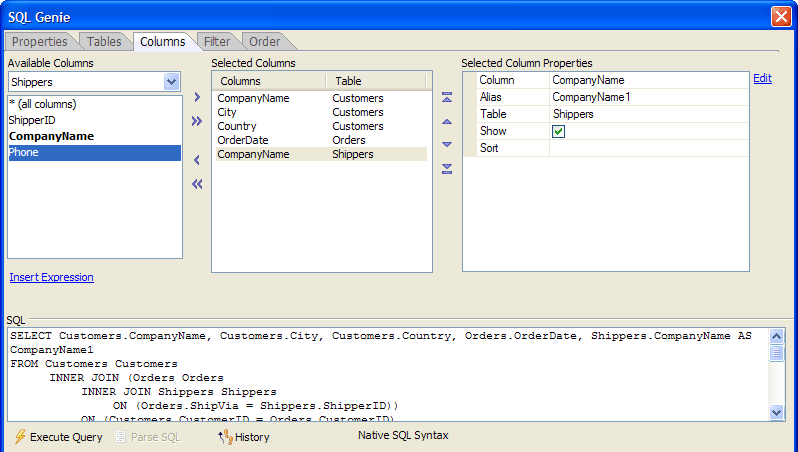 SQL Genie
Properties Tables Columns Filter Order
Available Columns
Shippers
* (all columns)
ShipperID
CompanyName
Phone
Insert Expression
Selected Columns
Columns Table
CompanyName Customers
City Customers
Country Customers
OrderDate Orders
CompanyName Shippers
Selected Column Properties
Column CompanyName
Alias CompanyName1
Table Shippers
Show
Sort
Edit
SQL
SELECT Customers.CompanyName, Customers.City, Customers.Country, Orders.OrderDate, Shippers.CompanyName AS
CompanyName1
FROM Customers Customers
INNER JOIN (Orders Orders
INNER JOIN Shippers Shippers
ON (Orders.ShipVia = Shippers.ShipperID))
ON (Customers.CustomerID = Orders.CustomerID)
Execute Query Parse SQL History Native SQL Syntax